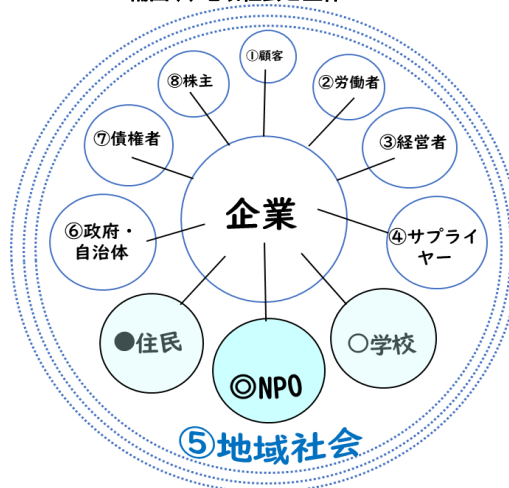 ①顧客
②労働者
⑧株主
③経営者
⑦債権者
企業
④サプライ
ヤー
⑥政府・
自治体
●住民
○学校
◎NPO
⑤地域社会